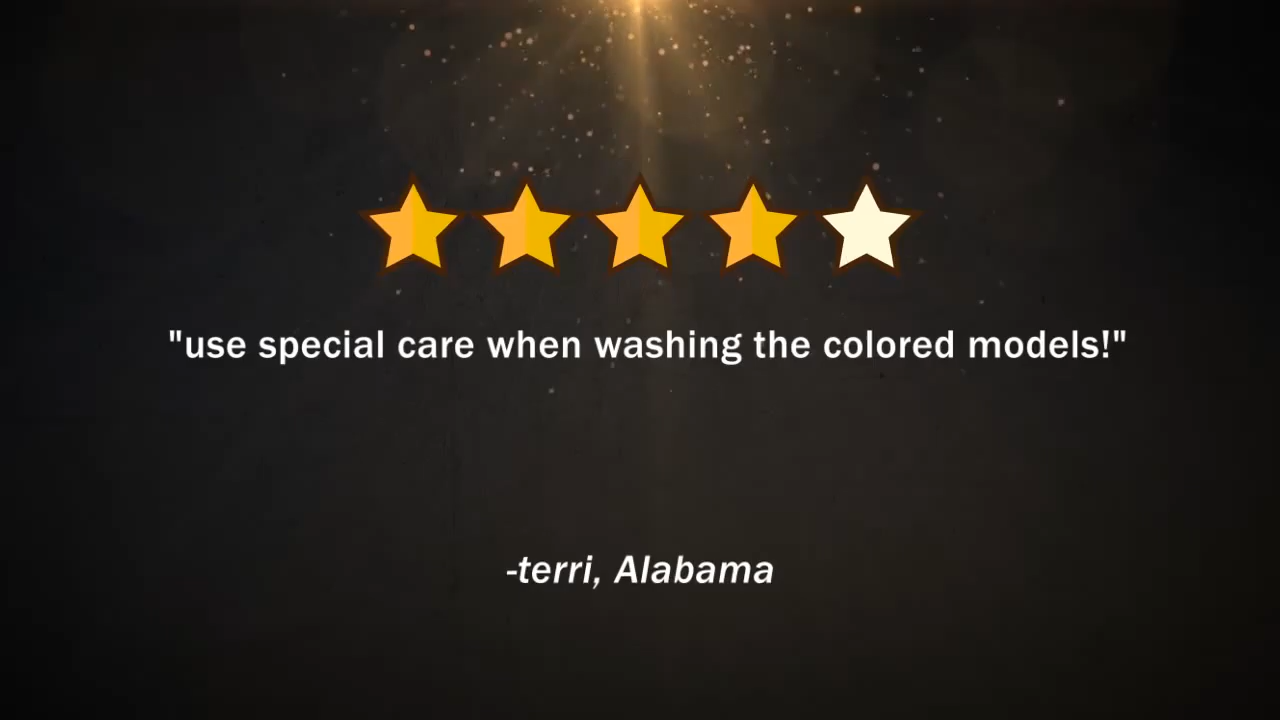 "use special care when washing the colored models!"
-terri, Alabama